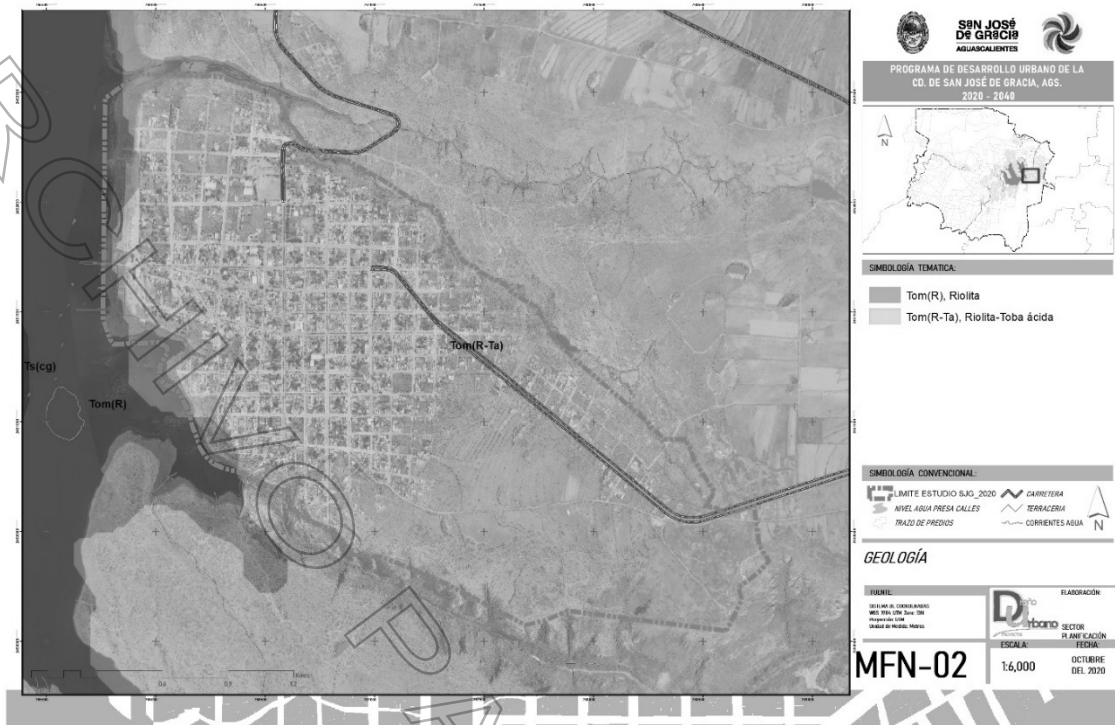 SAN JOSÉ
DE GRACIA
AGUASCALIENTES
PROGRAMA DE DESARROLLO URBANO DE LA
CD. DE SAN JOSÉ DE GRACIA, AGS.
2020 - 2040
N
SIMBOLOGÍA TEMATICA:
Tom(R), Riolita
Tom(R-Ta), Riolita-Toba ácida
Tom(R-Ta)
Ts(cg)
Tom(R)
SIMBOLOGÍA CONVENCIONAL:
LIMITE ESTUDIO SJG_2020
CARRETERA
NIVEL AGUA PRESA CALLES
TERRACERIA
TRAZO DE PREDIOS
CORRIENTES AGUA
N
GEOLOGÍA
FUENTE:
ELABORACIÓN:
SECTOR
PLANIFICACIÓN
ESCALA:
FECHA:
MFN-02
1:6,000
OCTUBRE
DEL 2020